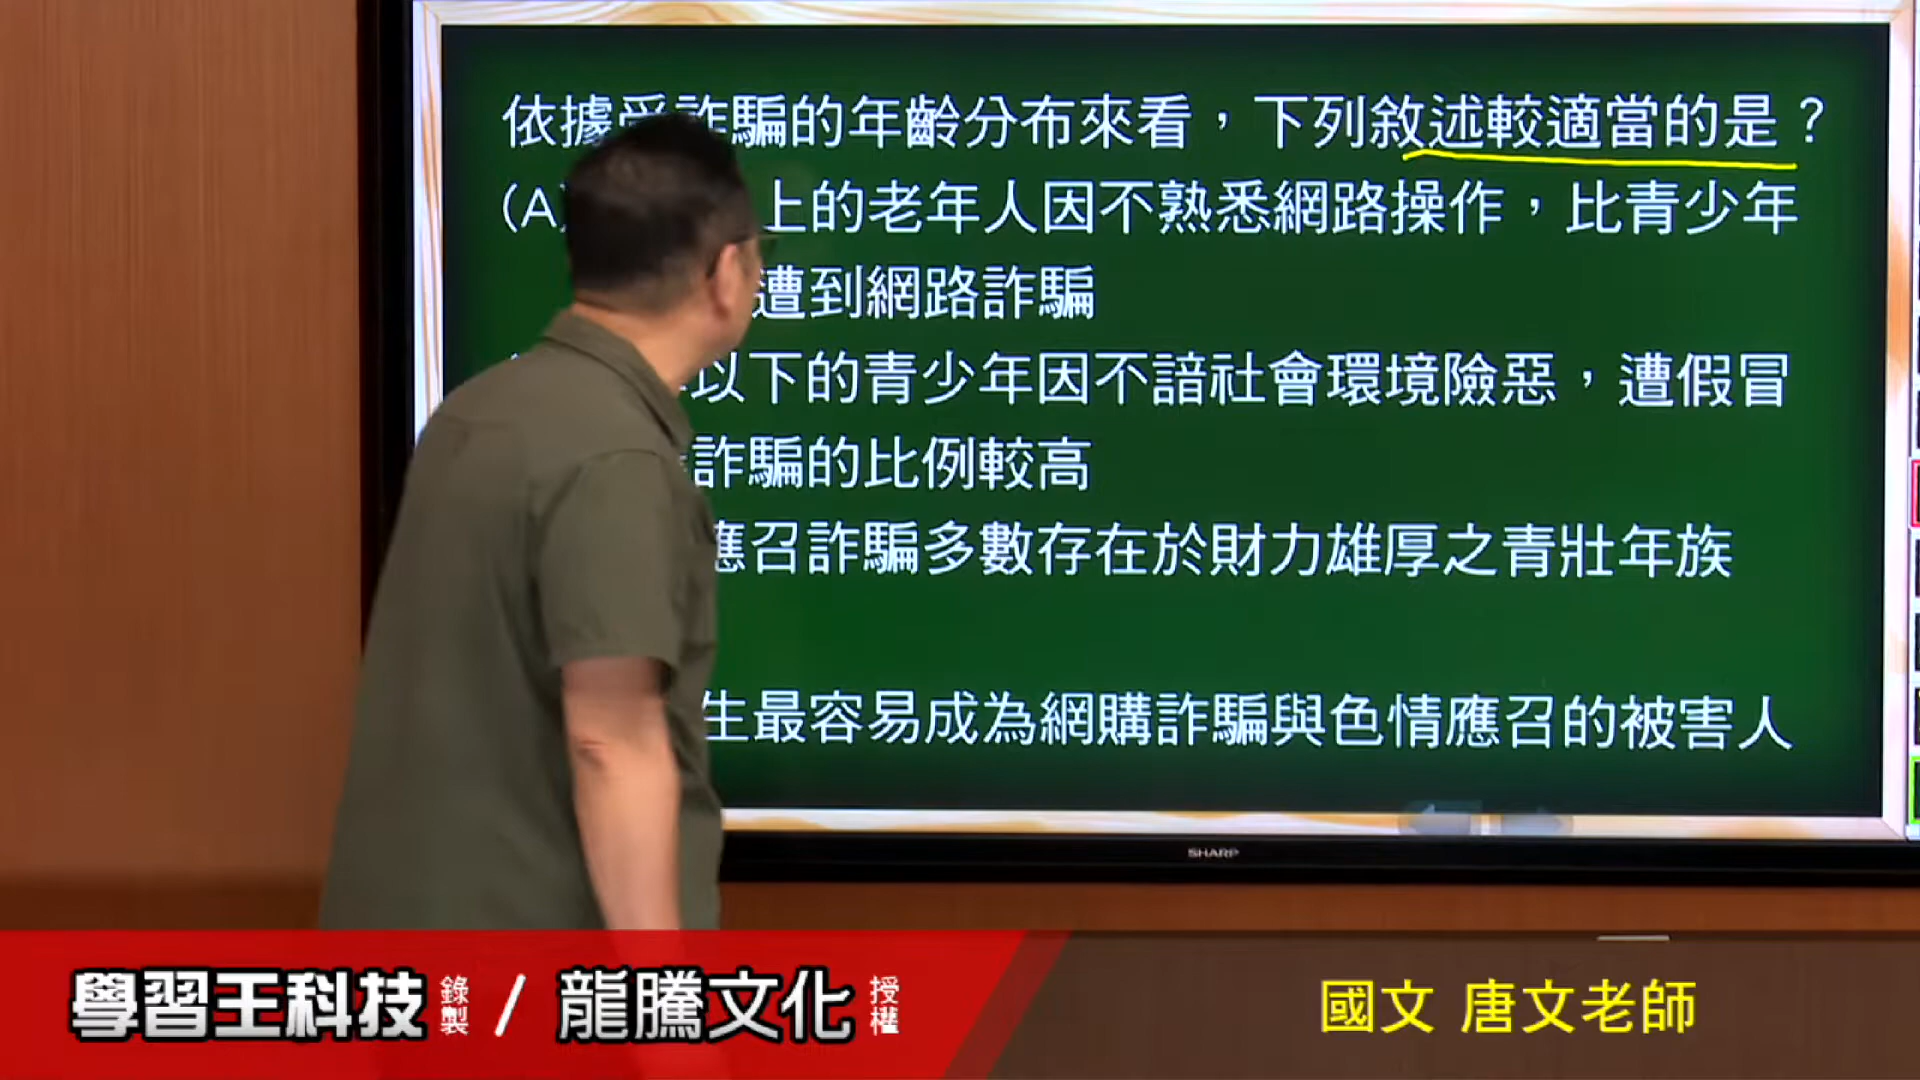 依據受詐騙的年齡分布來看，下列敘述較適當的是？
(A) 上的老年人因不熟悉網路操作，比青少年
遭到網路詐騙
以下的青少年因不諳社會環境險惡，遭假冒
詐騙的比例較高
應召詐騙多數存在於財力雄厚之青壯年族
生最容易成為網購詐騙與色情應召的被害人
SHARP
學習王科技 錄製 / 龍騰文化 授權
國文 唐文老師